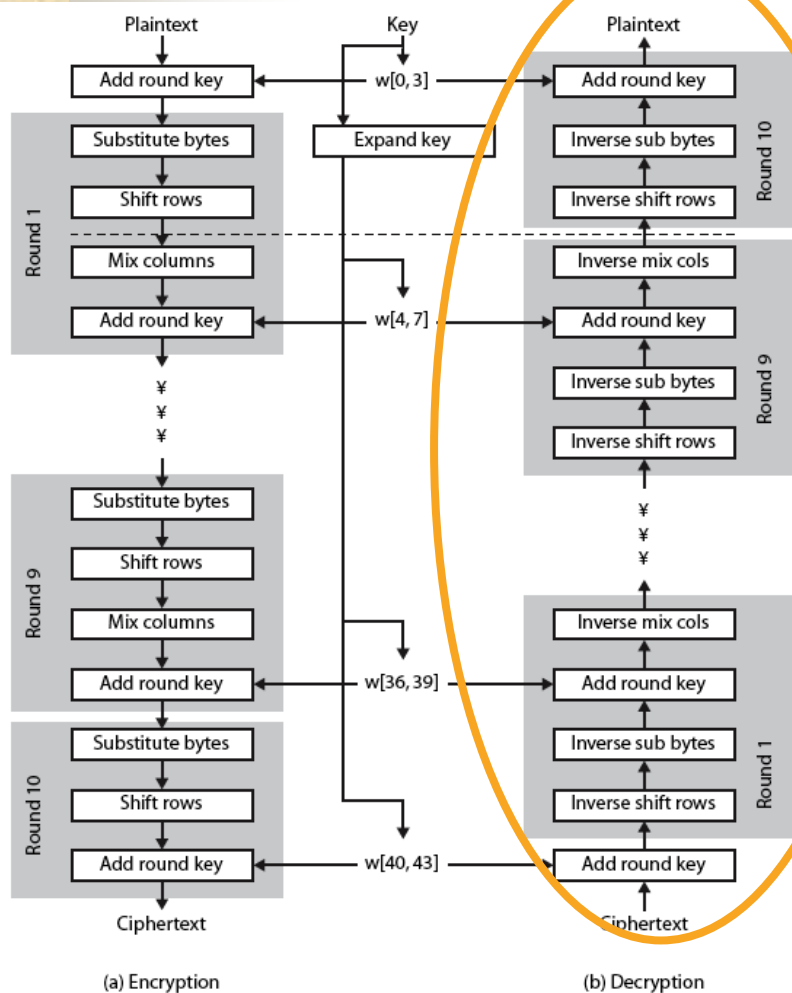 Plaintext
Key
Plaintext
Add round key
w[0, 3]
Add round key
Substitute bytes
Expand key
Inverse sub bytes
Shift rows
Inverse shift rows
Round 1
Round 10
Mix columns
Inverse mix cols
Add round key
w[4, 7]
Add round key
Inverse sub bytes
Round 9
Inverse shift rows
¥
¥
¥
¥
¥
¥
Substitute bytes
Shift rows
Round 9
Mix columns
Inverse mix cols
Add round key
w[36, 39]
Add round key
Substitute bytes
Inverse sub bytes
Round 10
Shift rows
Inverse shift rows
Round 1
Add round key
w[40, 43]
Add round key
Ciphertext
Ciphertext
(a) Encryption
(b) Decryption